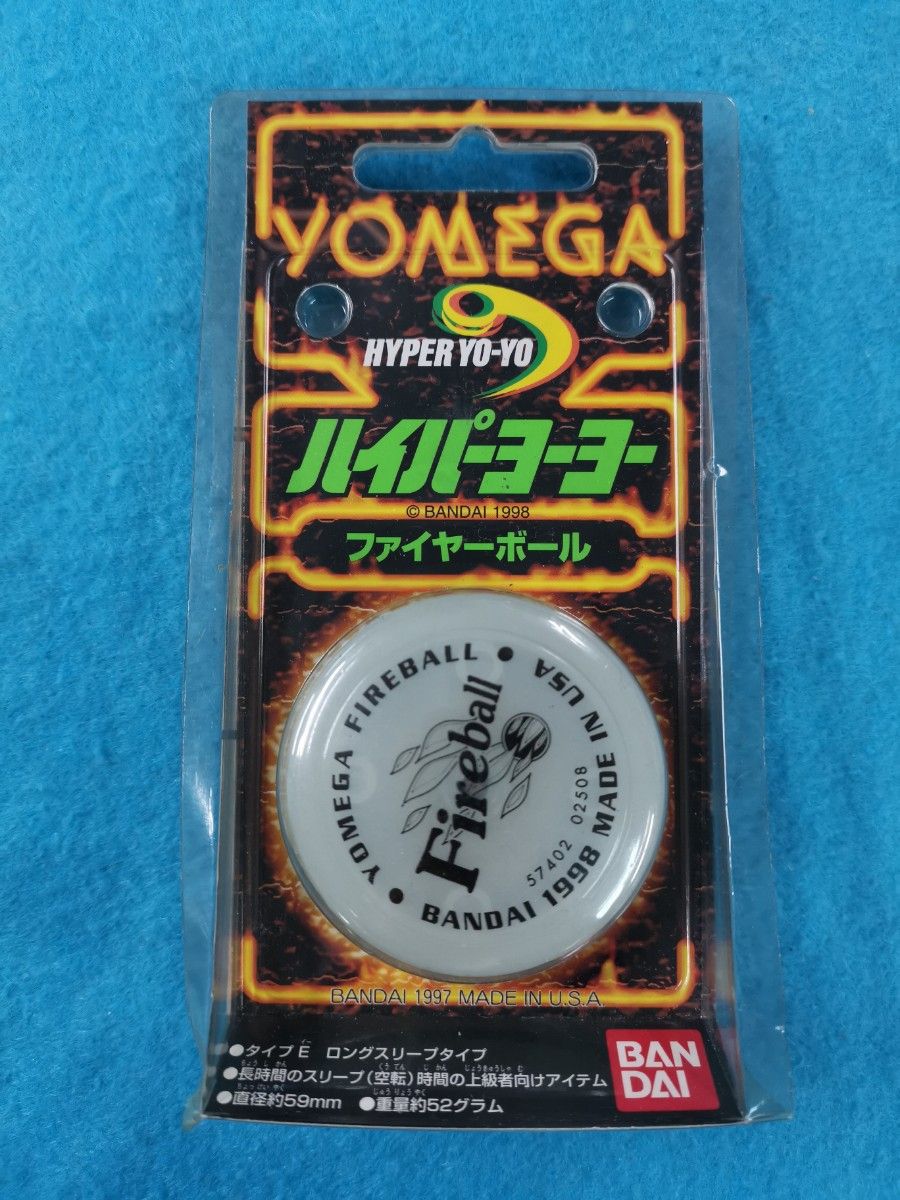 YOMEGA
HYPER YO-YO
ハイパーヨーヨー
© BANDAI 1998
ファイヤーボール
YOMEGA FIREBALL
Fireball
57402 02508
BANDAI 1998 MADE IN USA
BANDAI 1997 MADE IN U.S.A.
●タイプE ロングスリープタイプ
●長時間のスリープ(空転)時間の上級者向けアイテム
●直径約59mm ●重量約52グラム
BAN
DAI